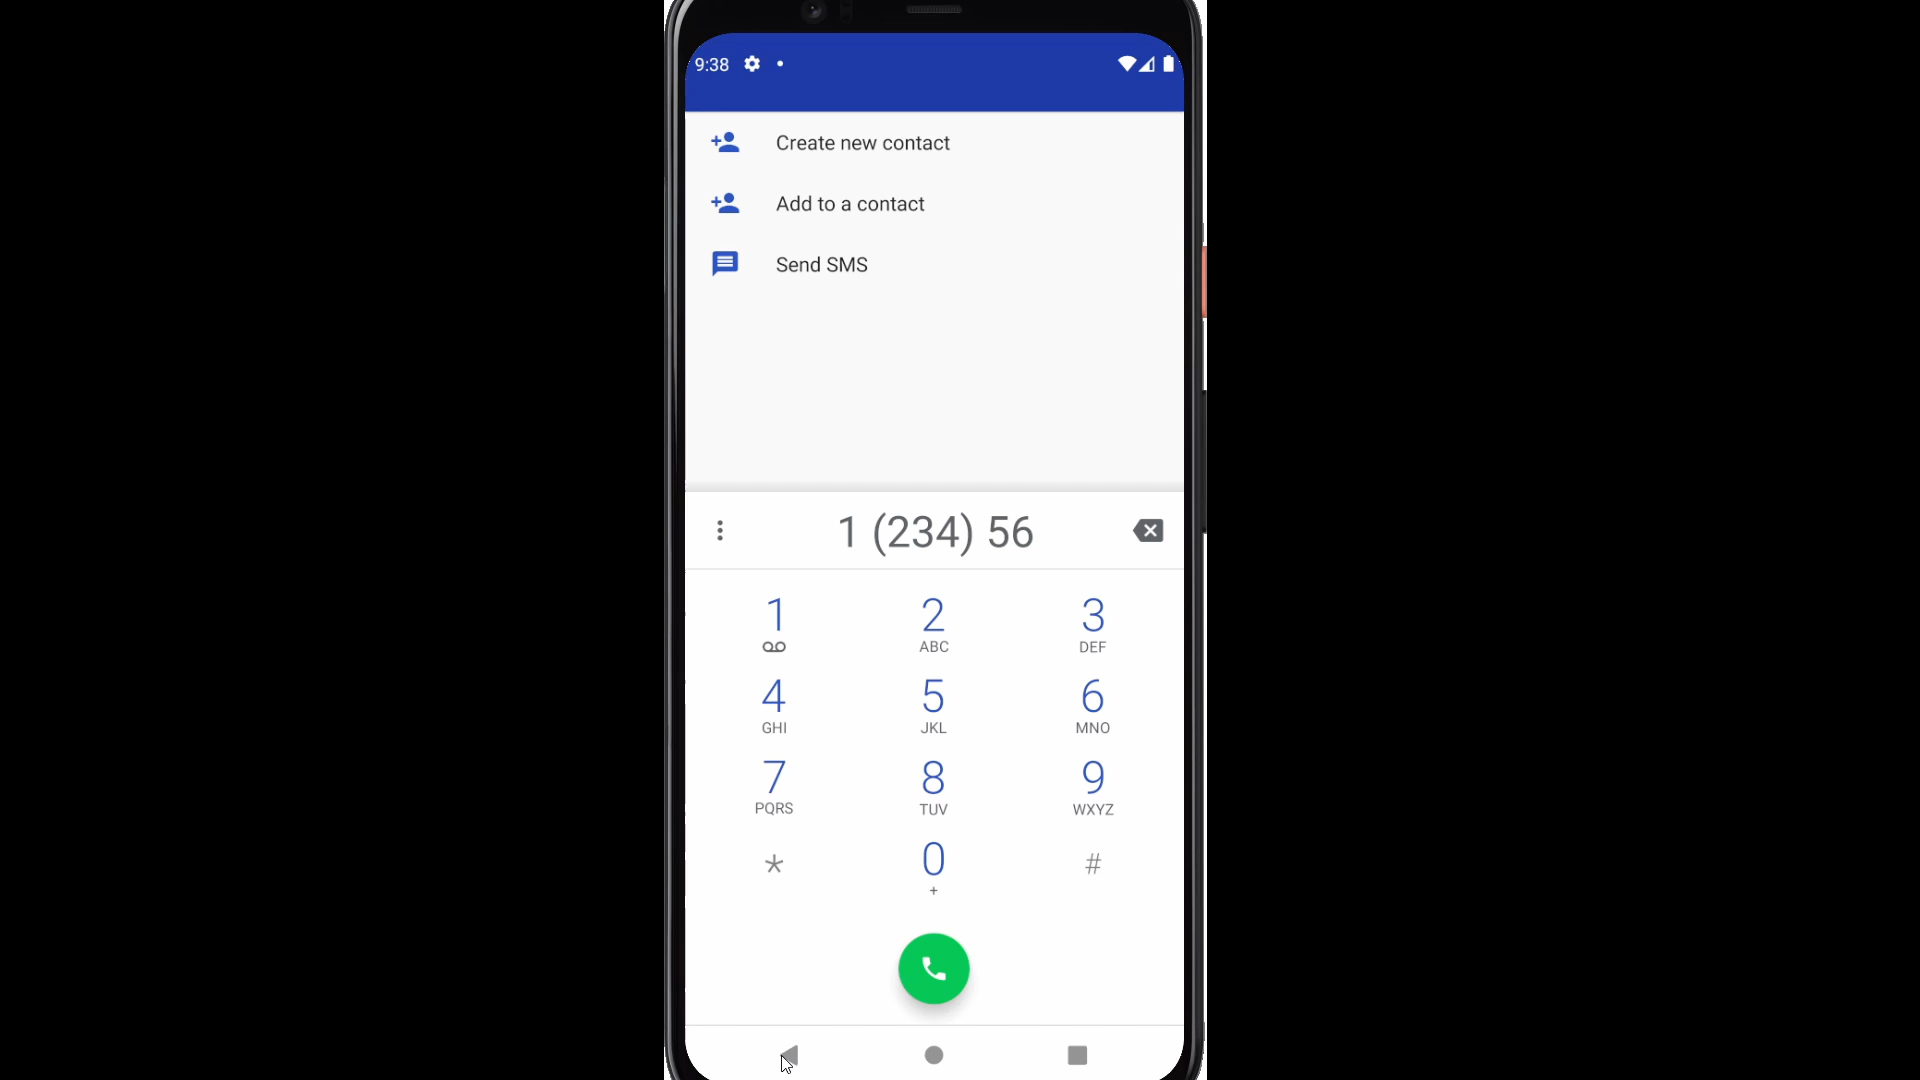 9:38
Create new contact
Add to a contact
Send SMS
1 (234) 56
1 2 3
ABC DEF
4 5 6
GHI JKL MNO
7 8 9
PQRS TUV WXYZ
* 0 #
+